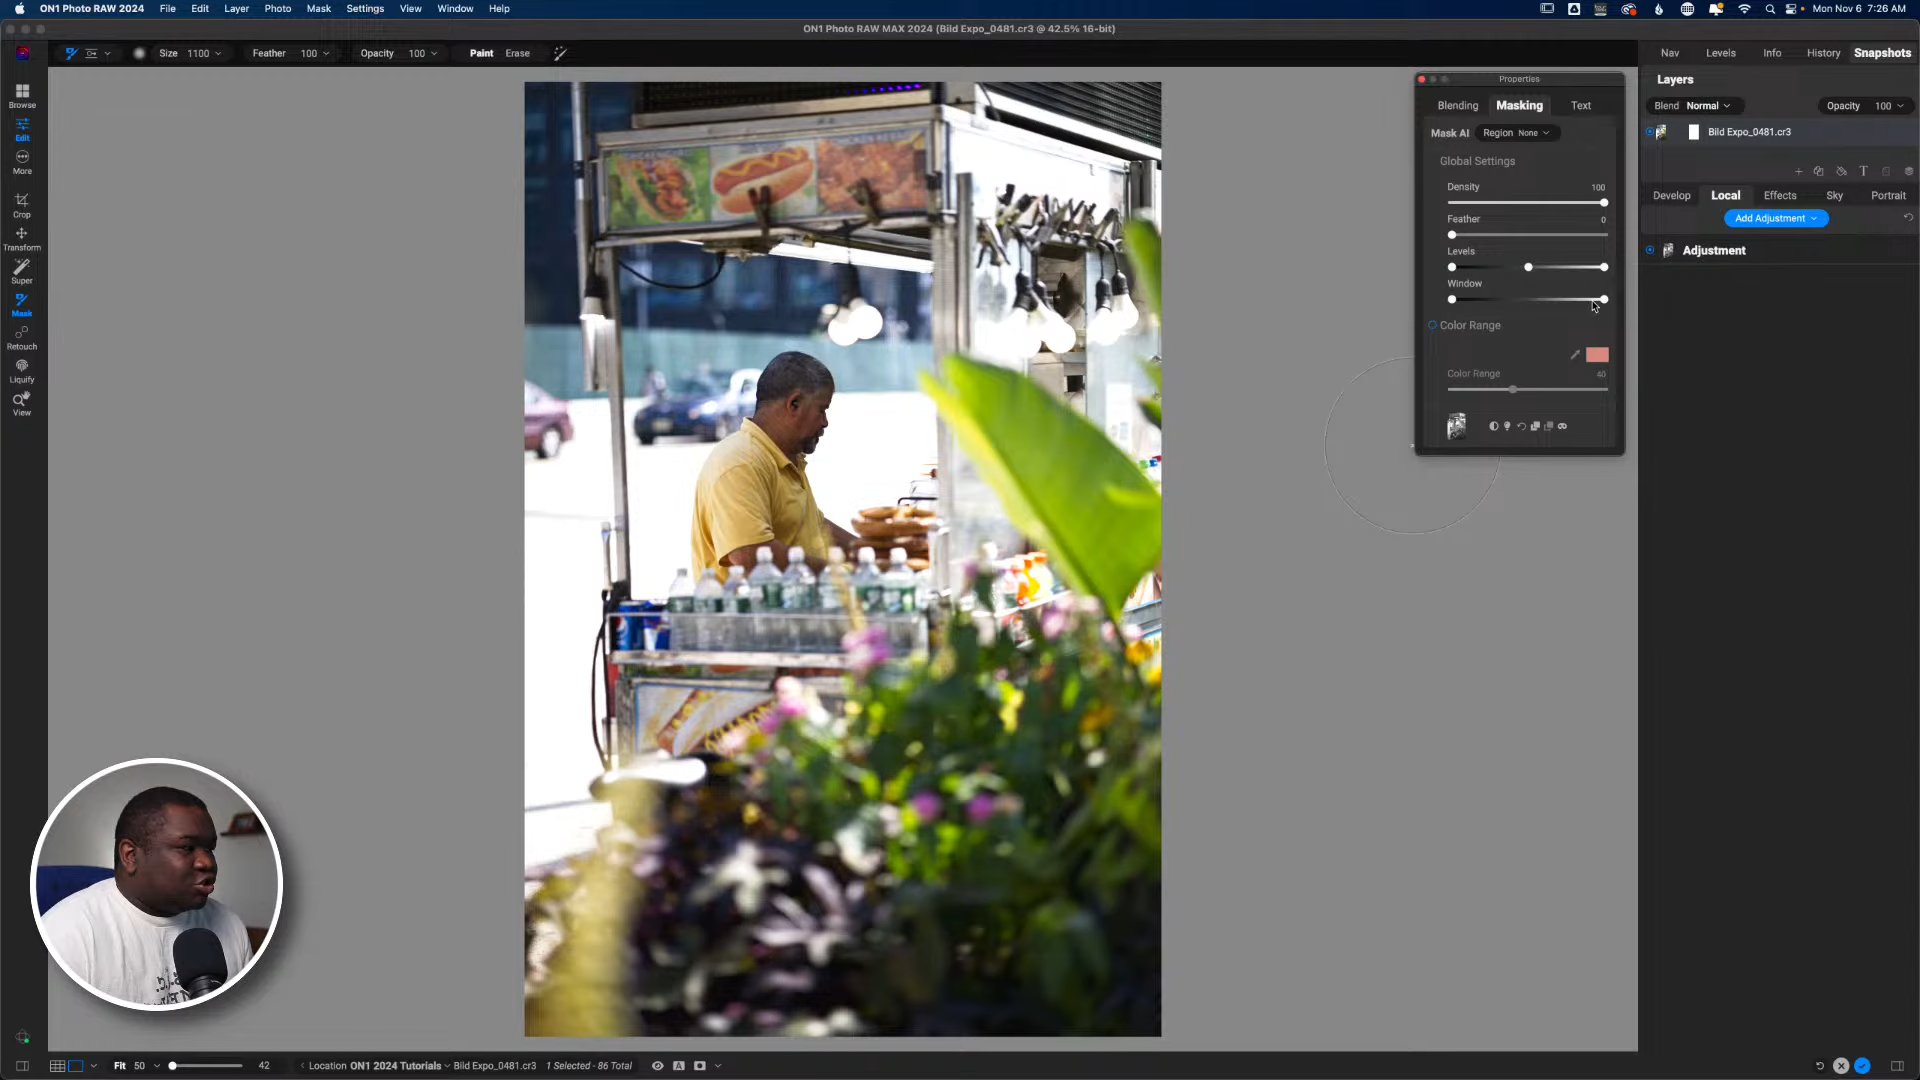 ON1 Photo RAW MAX 2024 File Edit Layer Photo Mask Settings View Window Help Mon Nov 6 7:26 AM
ON1 Photo RAW MAX 2024 (Bild Expo_0481.cr3 @ 42.5% 16-bit)
Size 1100 Feather 100 Opacity 100 Paint Erase
Nav Levels Info History Snapshots
Properties
Layers
Browse
Blending Masking Text
Blend Normal Opacity 100
Edit
Mask AI Region None
Bild Expo_0481.cr3
More
Global Settings
Density 100
Develop Local Effects Sky Portrait
Crop
Feather 0
Add Adjustment
Transform
Levels
Adjustment
Super
Window
Mask
Color Range
Retouch
Color Range 40
Liquify
View
Fit 50 42 Location ON1 2024 Tutorials Bild Expo_0481.cr3 1 Selected - 86 Total